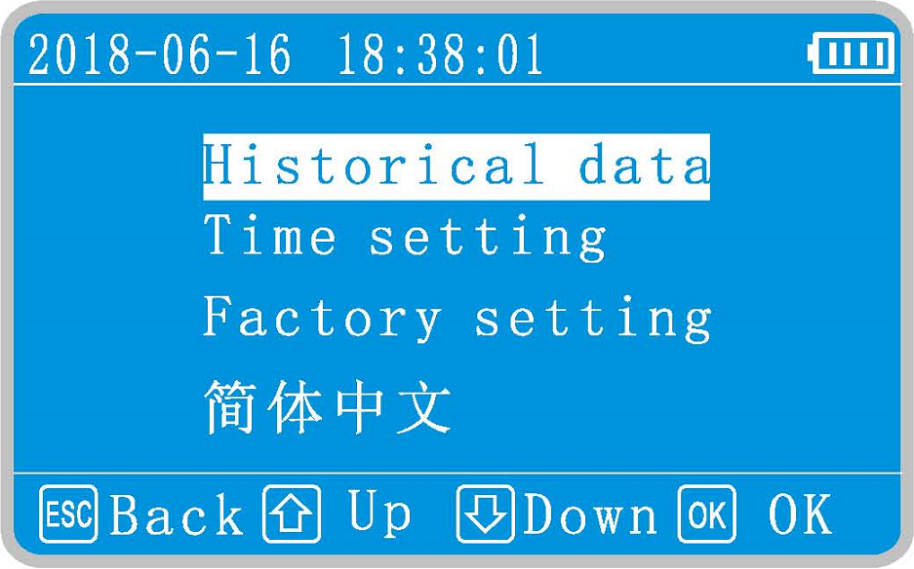 2018-06-16 18:38:01
Historical data
Time setting
Factory setting
简体中文
ESC Back Up Down OK OK